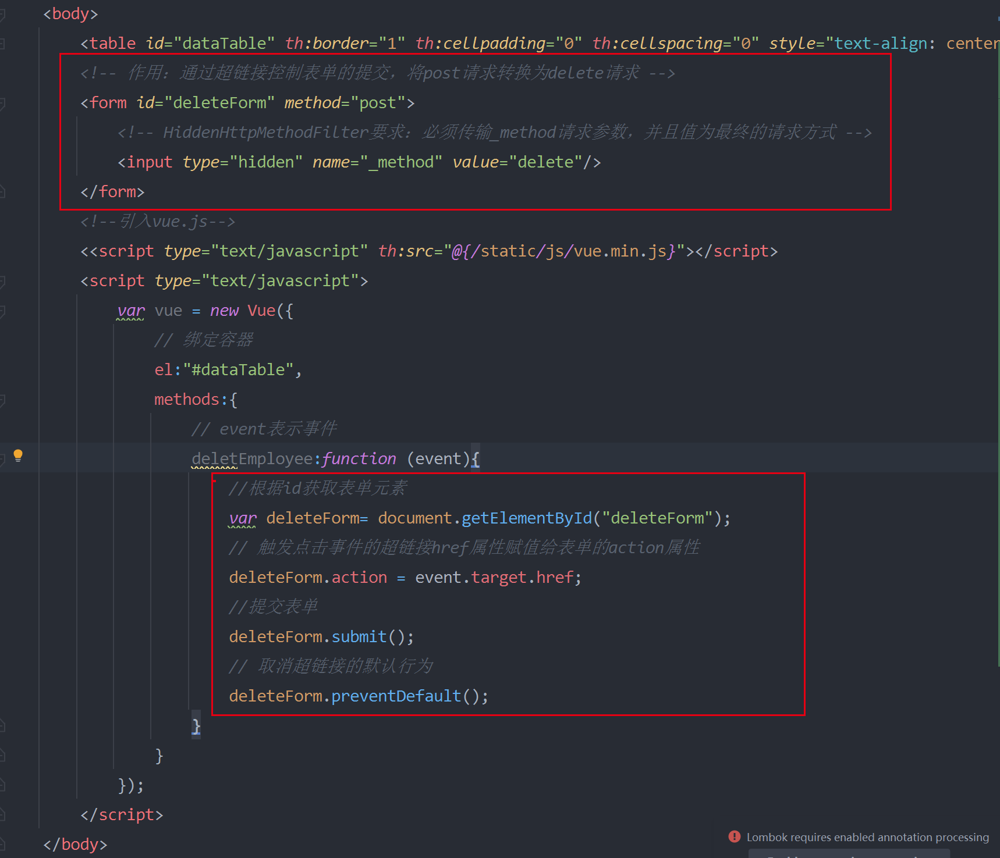 <body>
<table id="dataTable" th:border="1" th:cellpadding="0" th:cellspacing="0" style="text-align: center
<!-- 作用：通过超链接控制表单的提交，将post请求转换为delete请求 -->
<form id="deleteForm" method="post">
<!-- HiddenHttpMethodFilter要求：必须传输_method请求参数，并且值为最终的请求方式 -->
<input type="hidden" name="_method" value="delete"/>
</form>
<!--引入vue.js-->
<<script type="text/javascript" th:src="@{/static/js/vue.min.js}"></script>
<script type="text/javascript">
var vue = new Vue({
// 绑定容器
el:"#dataTable",
methods:{
// event表示事件
deletEmployee:function (event){
//根据id获取表单元素
var deleteForm= document.getElementById("deleteForm");
// 触发点击事件的超链接href属性赋值给表单的action属性
deleteForm.action = event.target.href;
//提交表单
deleteForm.submit();
// 取消超链接的默认行为
deleteForm.preventDefault();
}
}
});
</script>
</body>
Lombok requires enabled annotation processing